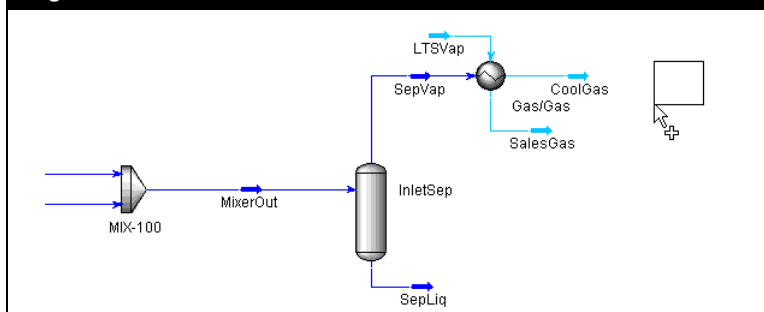 LTSVap
SepVap
CoolGas
Gas/Gas
SalesGas
InletSep
MixerOut
MIX-100
SepLiq